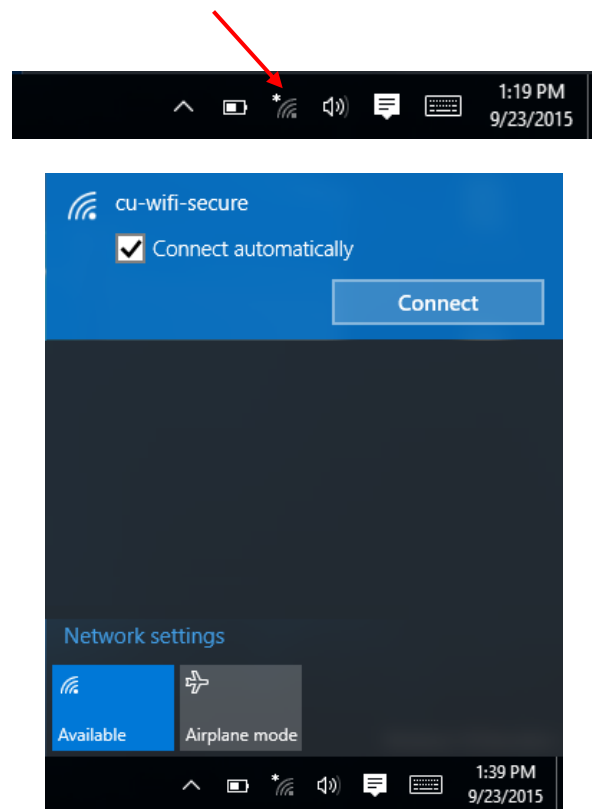 1:19 PM
9/23/2015
cu-wifi-secure
Connect automatically
Connect
Network settings
Available
Airplane mode
1:39 PM
9/23/2015